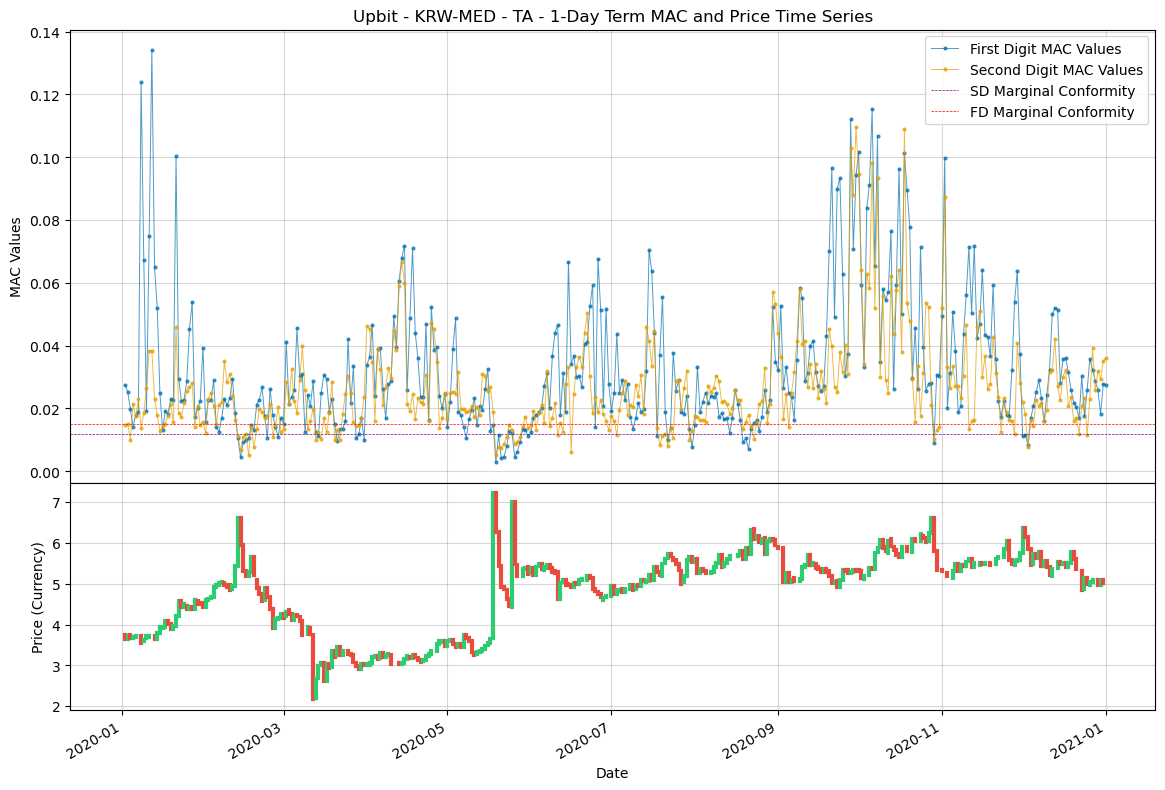 Upbit - KRW-MED - TA - 1-Day Term MAC and Price Time Series
First Digit MAC Values
Second Digit MAC Values
SD Marginal Conformity
FD Marginal Conformity
MAC Values
0.14
0.12
0.10
0.08
0.06
0.04
0.02
0.00
Price (Currency)
7
6
5
4
3
2
2020-01
2020-03
2020-05
2020-07
2020-09
2020-11
2021-01
Date